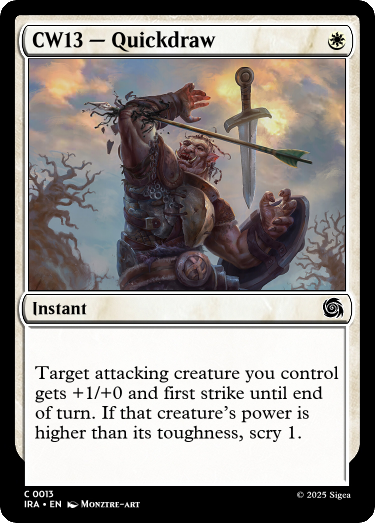 CW13 — Quickdraw
Instant
Target attacking creature you control
gets +1/+0 and first strike until end
of turn. If that creature's power is
higher than its toughness, scry 1.
C 0013
IRA • EN Monztre-art
© 2025 Sigea